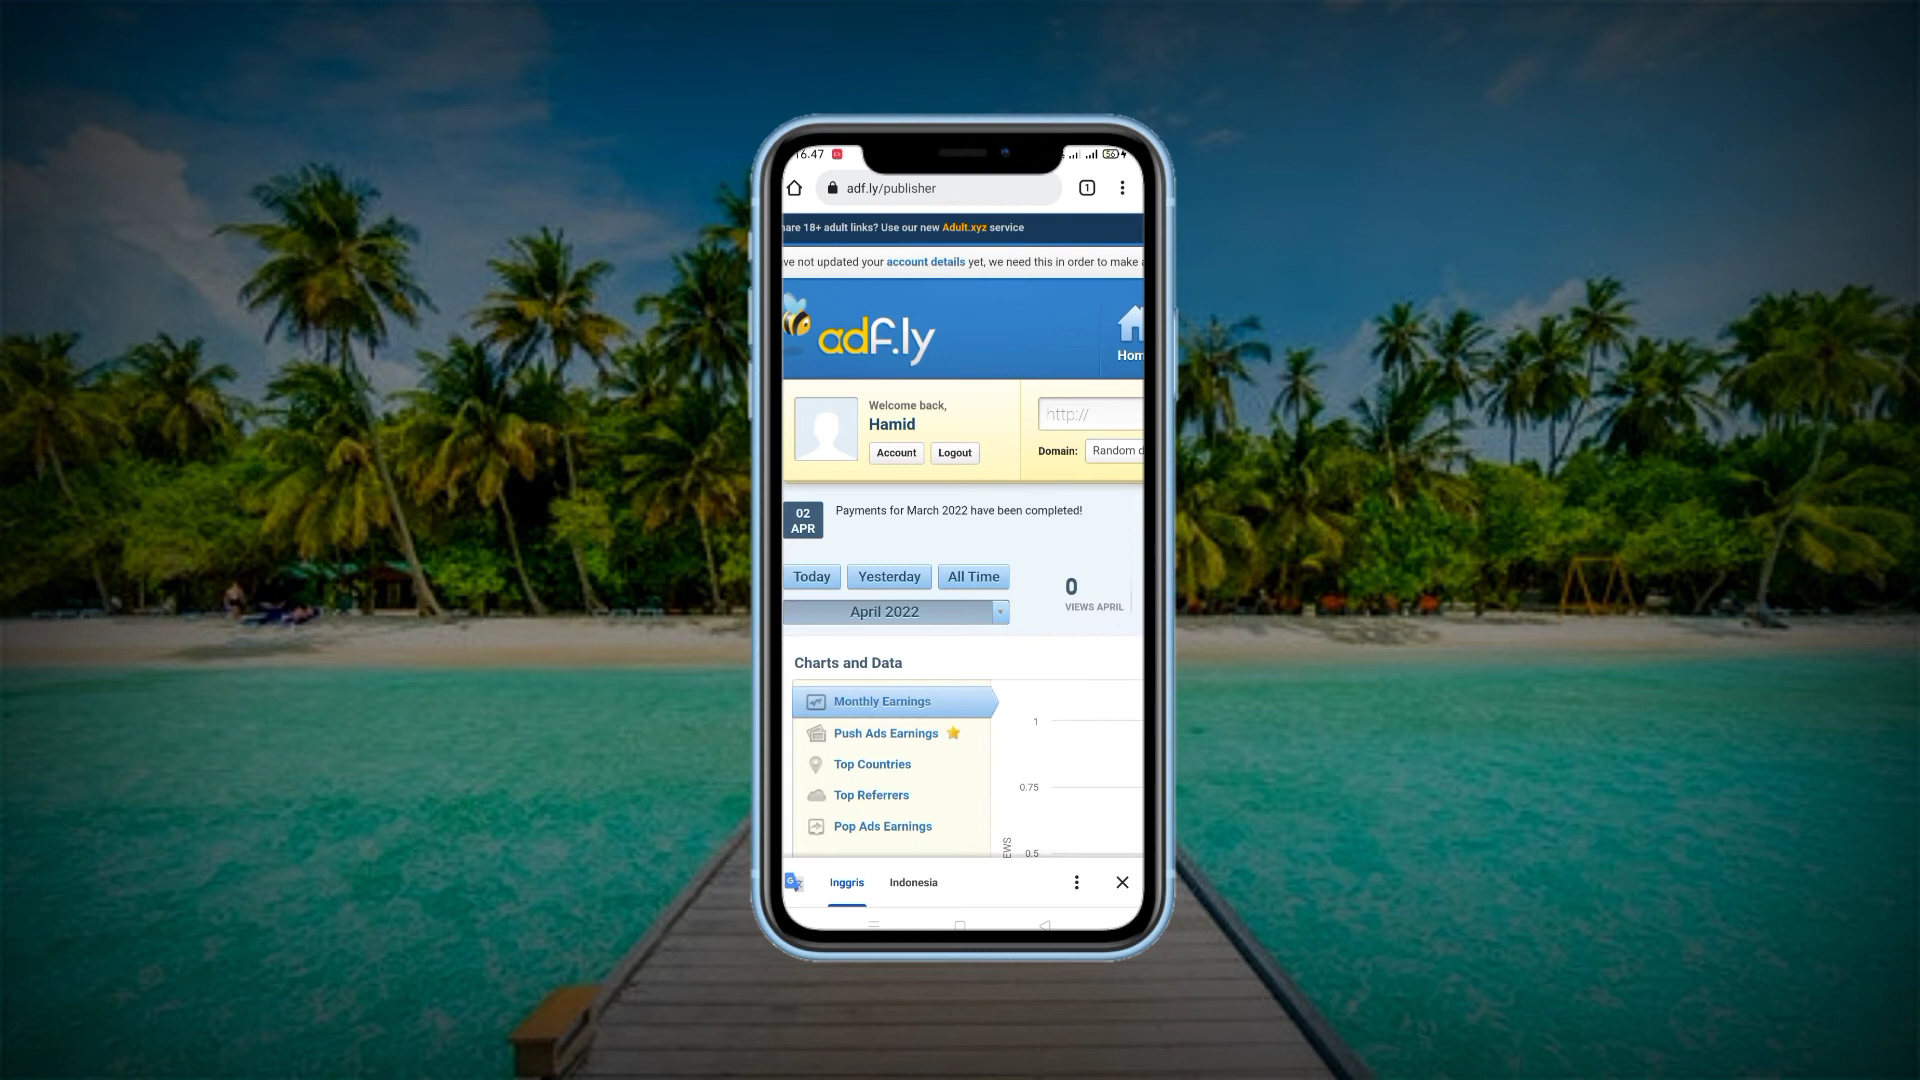 16.47
56
adf.ly/publisher
1
are 18+ adult links? Use our new Adult.xyz service
ve not updated your account details yet, we need this in order to make
adf.ly
Hom
Welcome back,
Hamid
Account Logout
http://
Domain: Random d
02
APR
Payments for March 2022 have been completed!
Today Yesterday All Time
April 2022
0
VIEWS APRIL
Charts and Data
Monthly Earnings
Push Ads Earnings
Top Countries
Top Referrers
Pop Ads Earnings
1
0.75
0.5
EWS
Inggris Indonesia